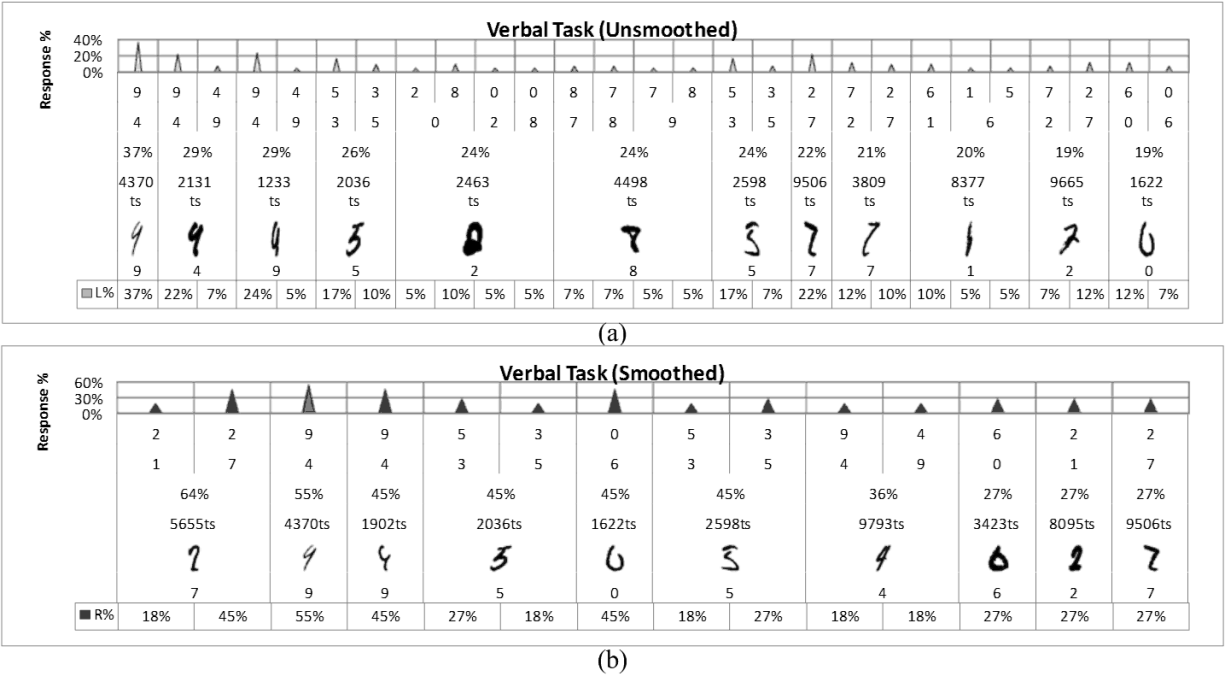 Verbal Task (Unsmoothed)
Response %
40%
20%
0%
9 9 4 9 4 5 3 2 8 0 0 8 7 7 8 5 3 2 7 2 6 1 5 7 2 6 0
4 4 9 4 9 3 5 0 2 8 7 8 9 3 5 7 2 7 1 6 2 7 0 6
37% 29% 29% 26% 24% 24% 24% 22% 21% 20% 19% 19%
4370 2131 1233 2036 2463 4498 2598 9506 3809 8377 9665 1622
ts ts ts ts ts ts ts ts ts ts ts ts
9 4 9 5 2 8 5 7 7 1 2 0
L% 37% 22% 7% 24% 5% 17% 10% 5% 10% 5% 5% 7% 7% 5% 5% 17% 7% 22% 12% 10% 10% 5% 5% 7% 12% 12% 7%
(a)
Verbal Task (Smoothed)
Response %
60%
30%
0%
2 2 9 9 5 3 0 5 3 9 4 6 2 2
1 7 4 4 3 5 6 3 5 4 9 0 1 7
64% 55% 45% 45% 45% 45% 36% 27% 27% 27%
5655ts 4370ts 1902ts 2036ts 1622ts 2598ts 9793ts 3423ts 8095ts 9506ts
7 9 9 5 0 5 4 6 2 7
R% 18% 45% 55% 45% 27% 18% 45% 18% 27% 18% 18% 27% 27% 27%
(b)